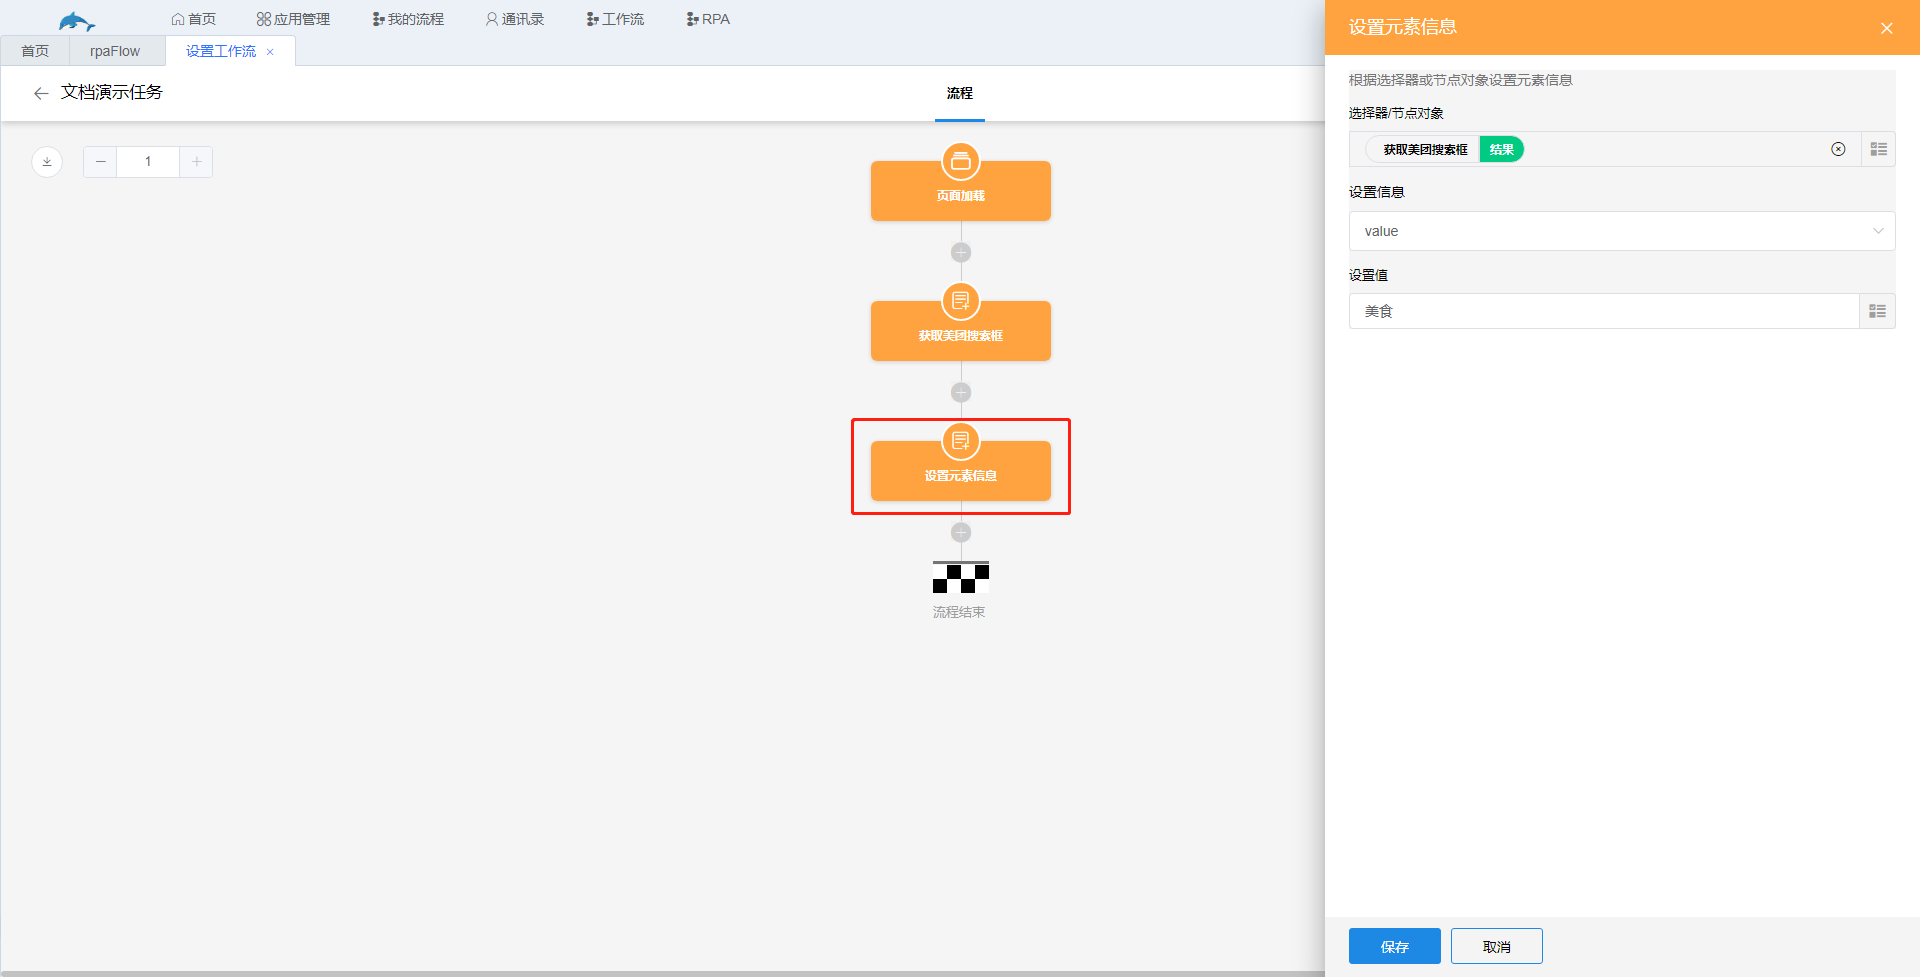 首页
应用管理
我的流程
通讯录
工作流
RPA
首页
rpaFlow
设置工作流
文档演示任务
流程
1
页面加载
获取美团搜索框
设置元素信息
流程结束
设置元素信息
根据选择器或节点对象设置元素信息
选择器/节点对象
获取美团搜索框 结果
设置信息
value
设置值
美食
保存
取消